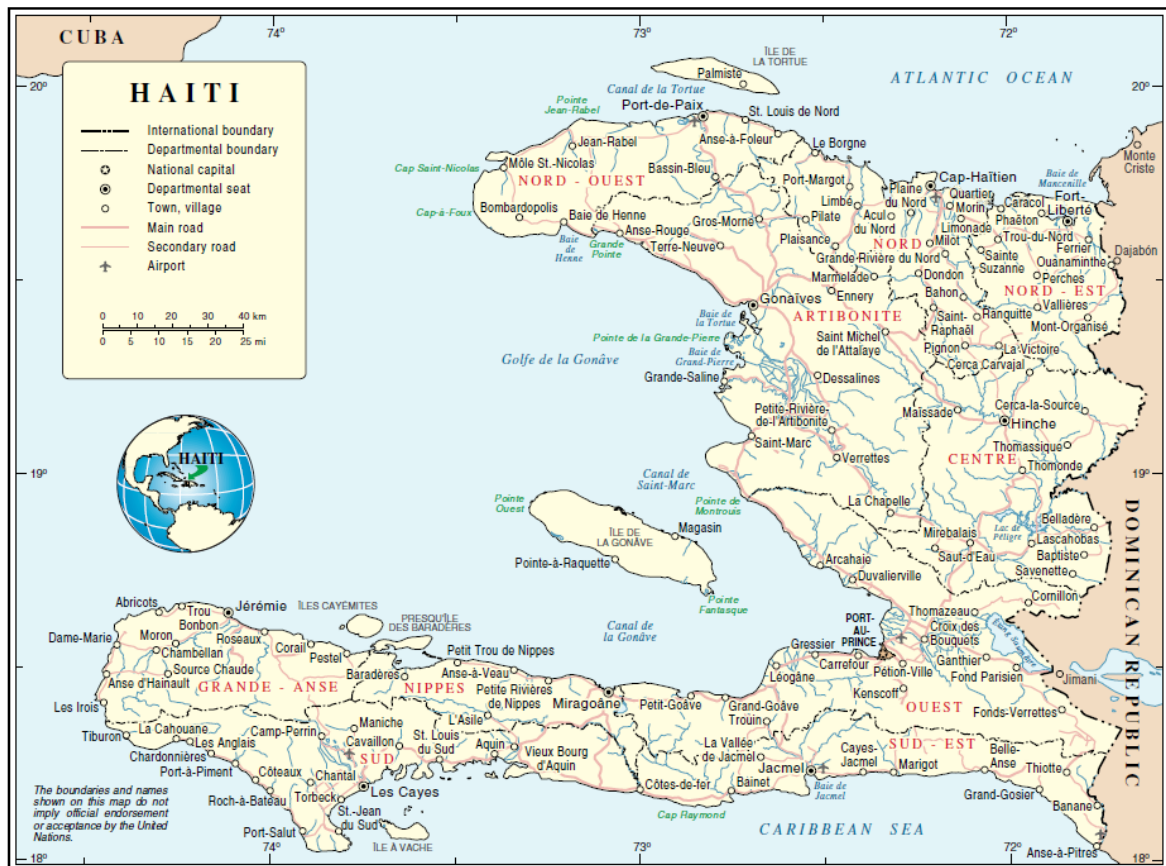 CUBA
74º
73º
72º
HAITI
International boundary
Departmental boundary
National capital
Departmental seat
Town, village
Main road
Secondary road
Airport
0 10 20 30 40 km
0 5 10 15 20 25 mi
20º
20º
ÎLE DE
LA TORTUE
Palmiste
ATLANTIC OCEAN
Canal de la Tortue
Pointe
Jean-Rabel
Port-de-Paix
St. Louis de Nord
Anse-à-Foleur
Le Borgne
Jean-Rabel
Cap Saint-Nicolas
Môle St.-Nicolas
NORD - OUEST
Bassin-Bleu
Port-Margot
Cap-Haïtien
Monte
Criste
Baie de
Mancenille
Plaine
du Nord
Quartier
Morin
Caracol
Fort-
Liberté
Limbé
Acul
du Nord
Limonade
Phaëton
Cap-à-Foux
Bombardopolis
Baie de Henne
Gros-Morne
Pilate
Anse-Rouge
Baie
de
Henne
Grande
Pointe
Terre-Neuve
Plaisance
NORD
Milot
Trou-du-Nord
Ferrier
Grande-Rivière du Nord
Sainte
Suzanne
Ouanaminthe
Dajabón
Marmelade
Dondon
Perches
NORD - EST
Gonaïves
Ennery
Bahon
Vallières
ARTIBONITE
Ranquitte
Baie de
la Tortue
Saint-
Raphaël
Mont-Organisé
Pointe de la Grande-Pierre
Saint Michel
de l'Attalaye
Pignon
La Victoire
Golfe de la Gonâve
Baie de
Grand-Pierre
Cerca Carvajal
Grande-Saline
Dessalines
HAITI
Petite-Rivière-
de-l'Artibonite
Maïssade
Cerca-la-Source
Hinche
Saint-Marc
Thomassique
19º
Verrettes
CENTRE
Thomonde
19º
Canal de
Saint-Marc
Pointe
Ouest
Pointe de
Montrouis
La Chapelle
Belladère
Magasin
ÎLE DE
LA GONÂVE
Mirebalais
Lac de
Péligre
Lascahobas
Saut-d'Eau
Baptiste
Pointe-à-Raquette
Arcahaie
Savenette
Duvalierville
DOMINICAN REPUBLIC
Pointe
Fantasque
Cornillon
Abricots
Trou
Bonbon
Jérémie
ÎLES CAYÉMITES
PRESQU'ÎLE
DES BARADÈRES
Canal de
la Gonâve
PORT-
AU-
PRINCE
Thomazeau
Croix des
Bouquets
Etang Saumâtre
Dame-Marie
Moron
Roseaux
Corail
Petit Trou de Nippes
Gressier
Chambellan
Pestel
Carrefour
Ganthier
Source Chaude
Baradères
Anse-à-Veau
Léogâne
Pétion-Ville
Fond Parisien
Jimani
Anse d'Hainault
GRANDE - ANSE
NIPPES
Petite Rivières
de Nippes
Miragoâne
Petit-Goâve
Kenscoff
OUEST
Les Irois
Grand-Goâve
Fonds-Verrettes
La Cahouane
Maniche
L'Asile
Trouin
Tiburon
Les Anglais
Camp-Perrin
Cavaillon
St. Louis
du Sud
Aquin
SUD - EST
Chardonnières
SUD
Vieux Bourg
d'Aquin
La Vallée
de Jacmel
Cayes-
Jacmel
Belle-
Anse
Port-à-Piment
Côteaux
Chantal
Jacmel
Marigot
Thiotte
Les Cayes
Côtes-de-fer
Bainet
Baie de
Jacmel
Grand-Gosier
Roch-à-Bateau
Torbeck
Banane
St.-Jean
du Sud
Cap Raymond
Port-Salut
ÎLE À VACHE
CARIBBEAN SEA
Anse-à-Pitres
The boundaries and names
shown on this map do not
imply official endorsement
or acceptance by the United
Nations.
18º
74º
73º
72º
18º